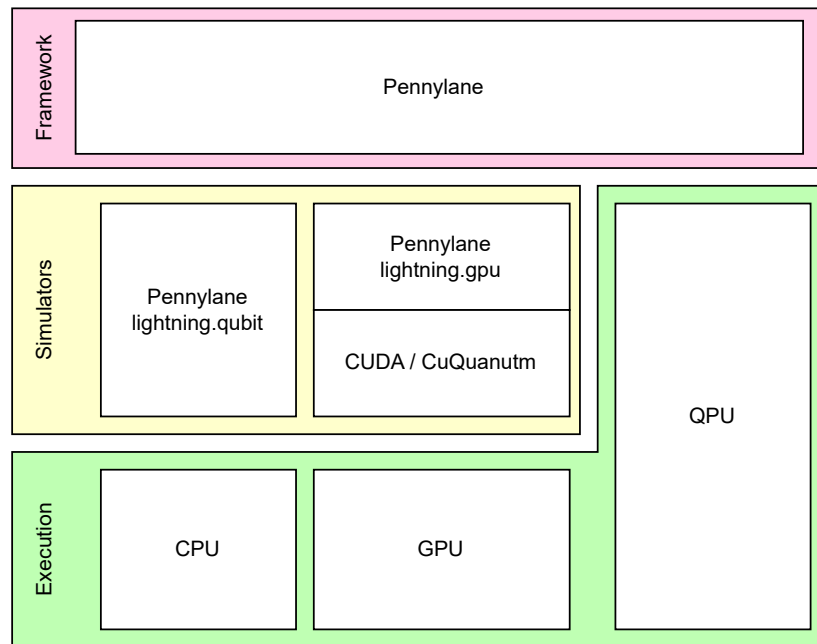 Framework
Pennylane
Simulators
Pennylane
lightning.qubit
Pennylane
lightning.gpu
CUDA / CuQuanutm
QPU
Execution
CPU
GPU